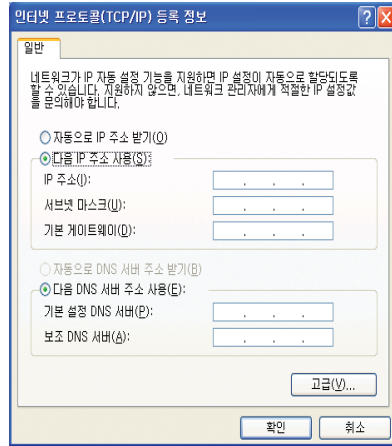 인터넷 프로토콜(TCP/IP) 등록 정보
일반
네트워크가 IP 자동 설정 기능을 지원하면 IP 설정이 자동으로 할당되도록
할 수 있습니다. 지원하지 않으면, 네트워크 관리자에게 적절한 IP 설정값
을 문의해야 합니다.
자동으로 IP 주소 받기(O)
다음 IP 주소 사용(S):
IP 주소(I):
서브넷 마스크(U):
기본 게이트웨이(D):
자동으로 DNS 서버 주소 받기(B)
다음 DNS 서버 주소 사용(E):
기본 설정 DNS 서버(P):
보조 DNS 서버(A):
고급(V)...
확인
취소